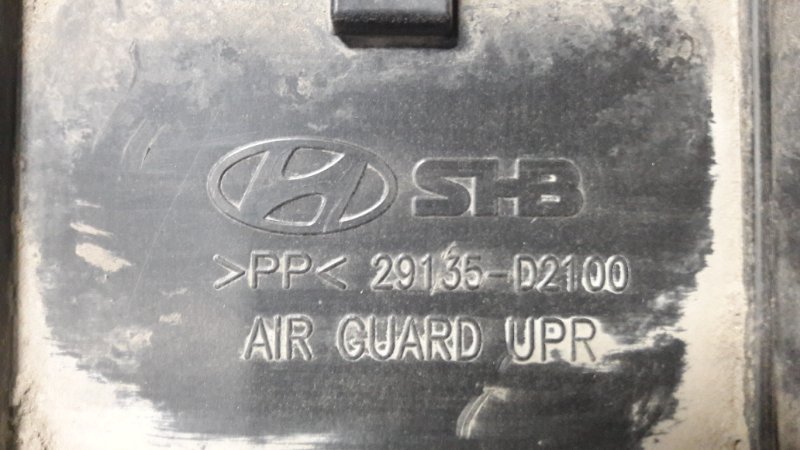 SHB
>PP< 29135-D2100
AIR GUARD UPR